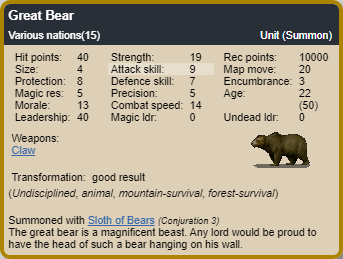 Great Bear
Various nations(15) Unit (Summon)
Hit points: 40 Strength: 19 Rec points: 10000
Size: 4 Attack skill: 9 Map move: 20
Protection: 8 Defence skill: 7 Encumbrance: 3
Magic res: 5 Precision: 5 Age: 22
Morale: 13 Combat speed: 14 (50)
Leadership: 40 Magic ldr: 0 Undead ldr: 0
Weapons:
Claw
Transformation: good result
(Undisciplined, animal, mountain-survival, forest-survival)
Summoned with Sloth of Bears (Conjuration 3)
The great bear is a magnificent beast. Any lord would be proud to
have the head of such a bear hanging on his wall.